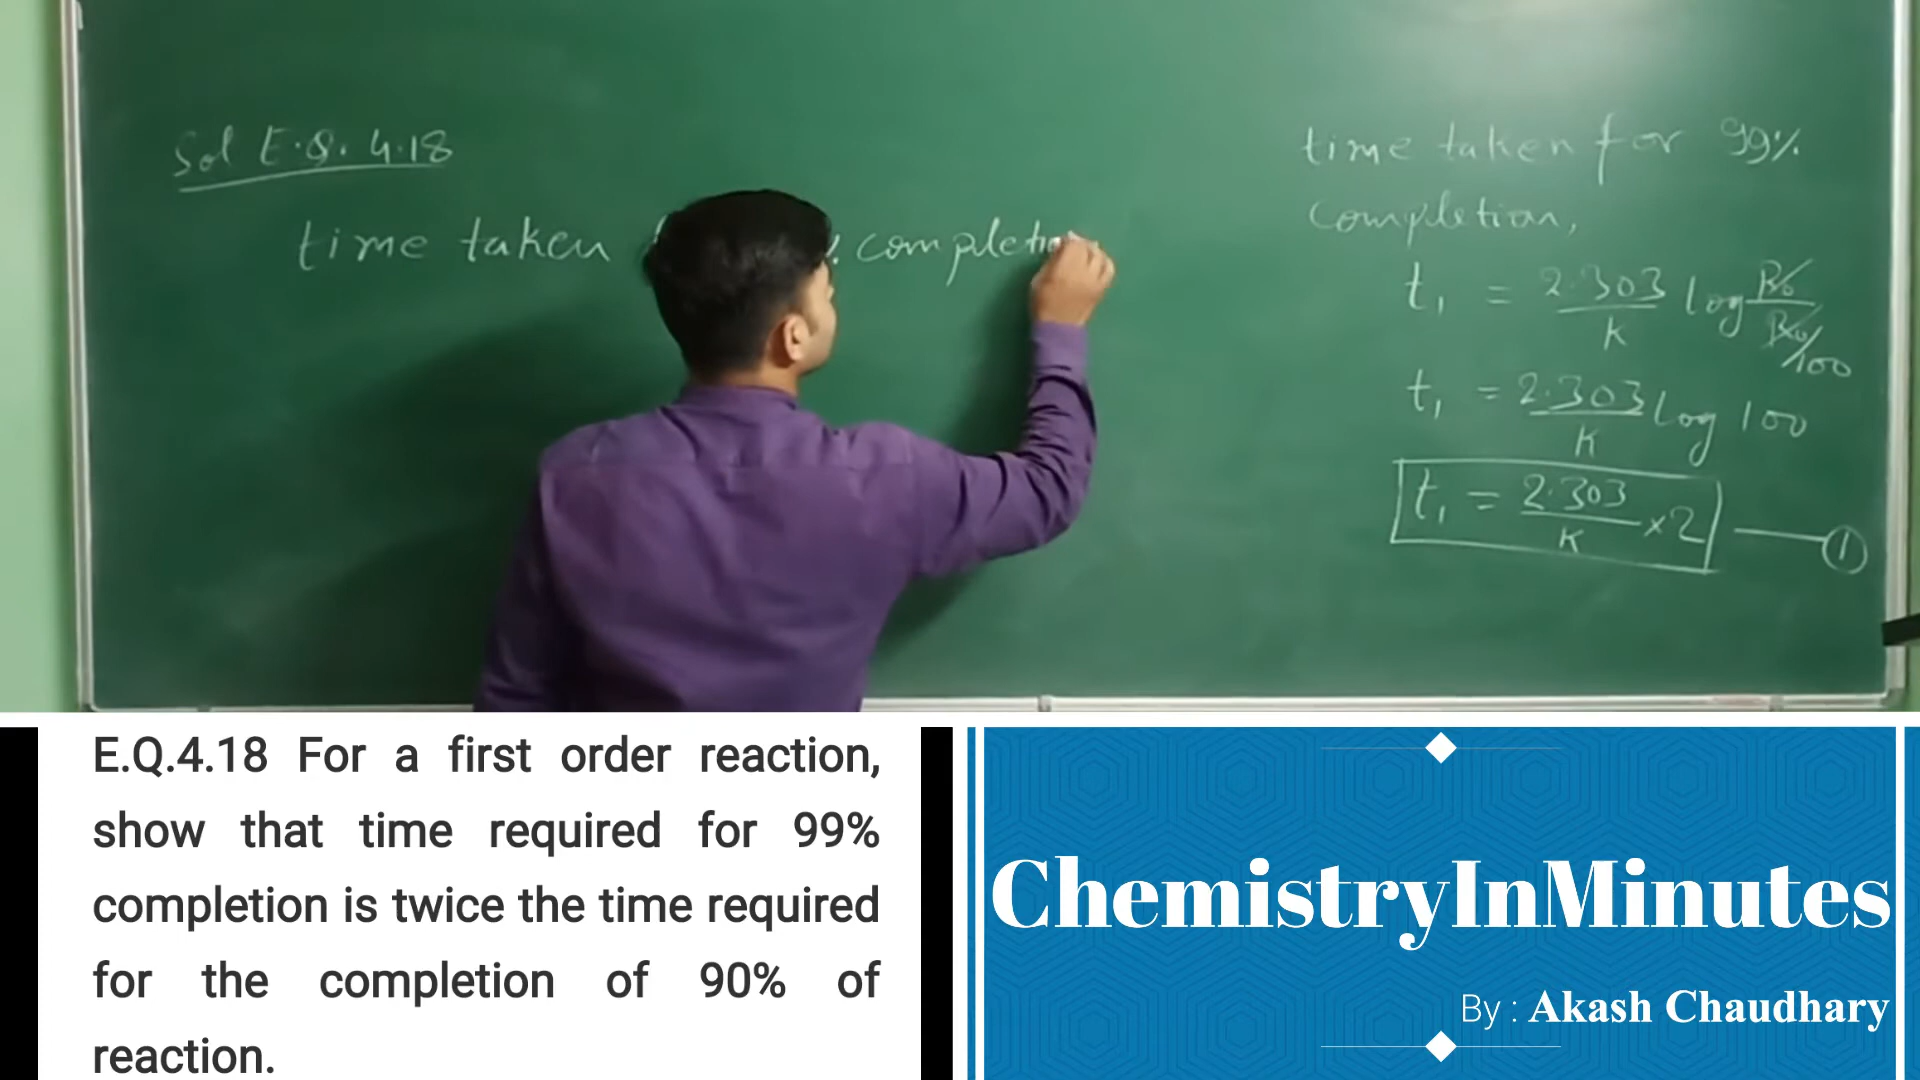 Sol E.Q. 4.18
time taken completion
time taken for 99%
completion,
t₁ = 2.303/K log R₀/R₀/100
t₁ = 2.303/K log 100
t₁ = 2.303/K ×2 — ①
E.Q.4.18 For a first order reaction,
show that time required for 99%
completion is twice the time required
for the completion of 90% of
reaction.
ChemistryInMinutes
By : Akash Chaudhary